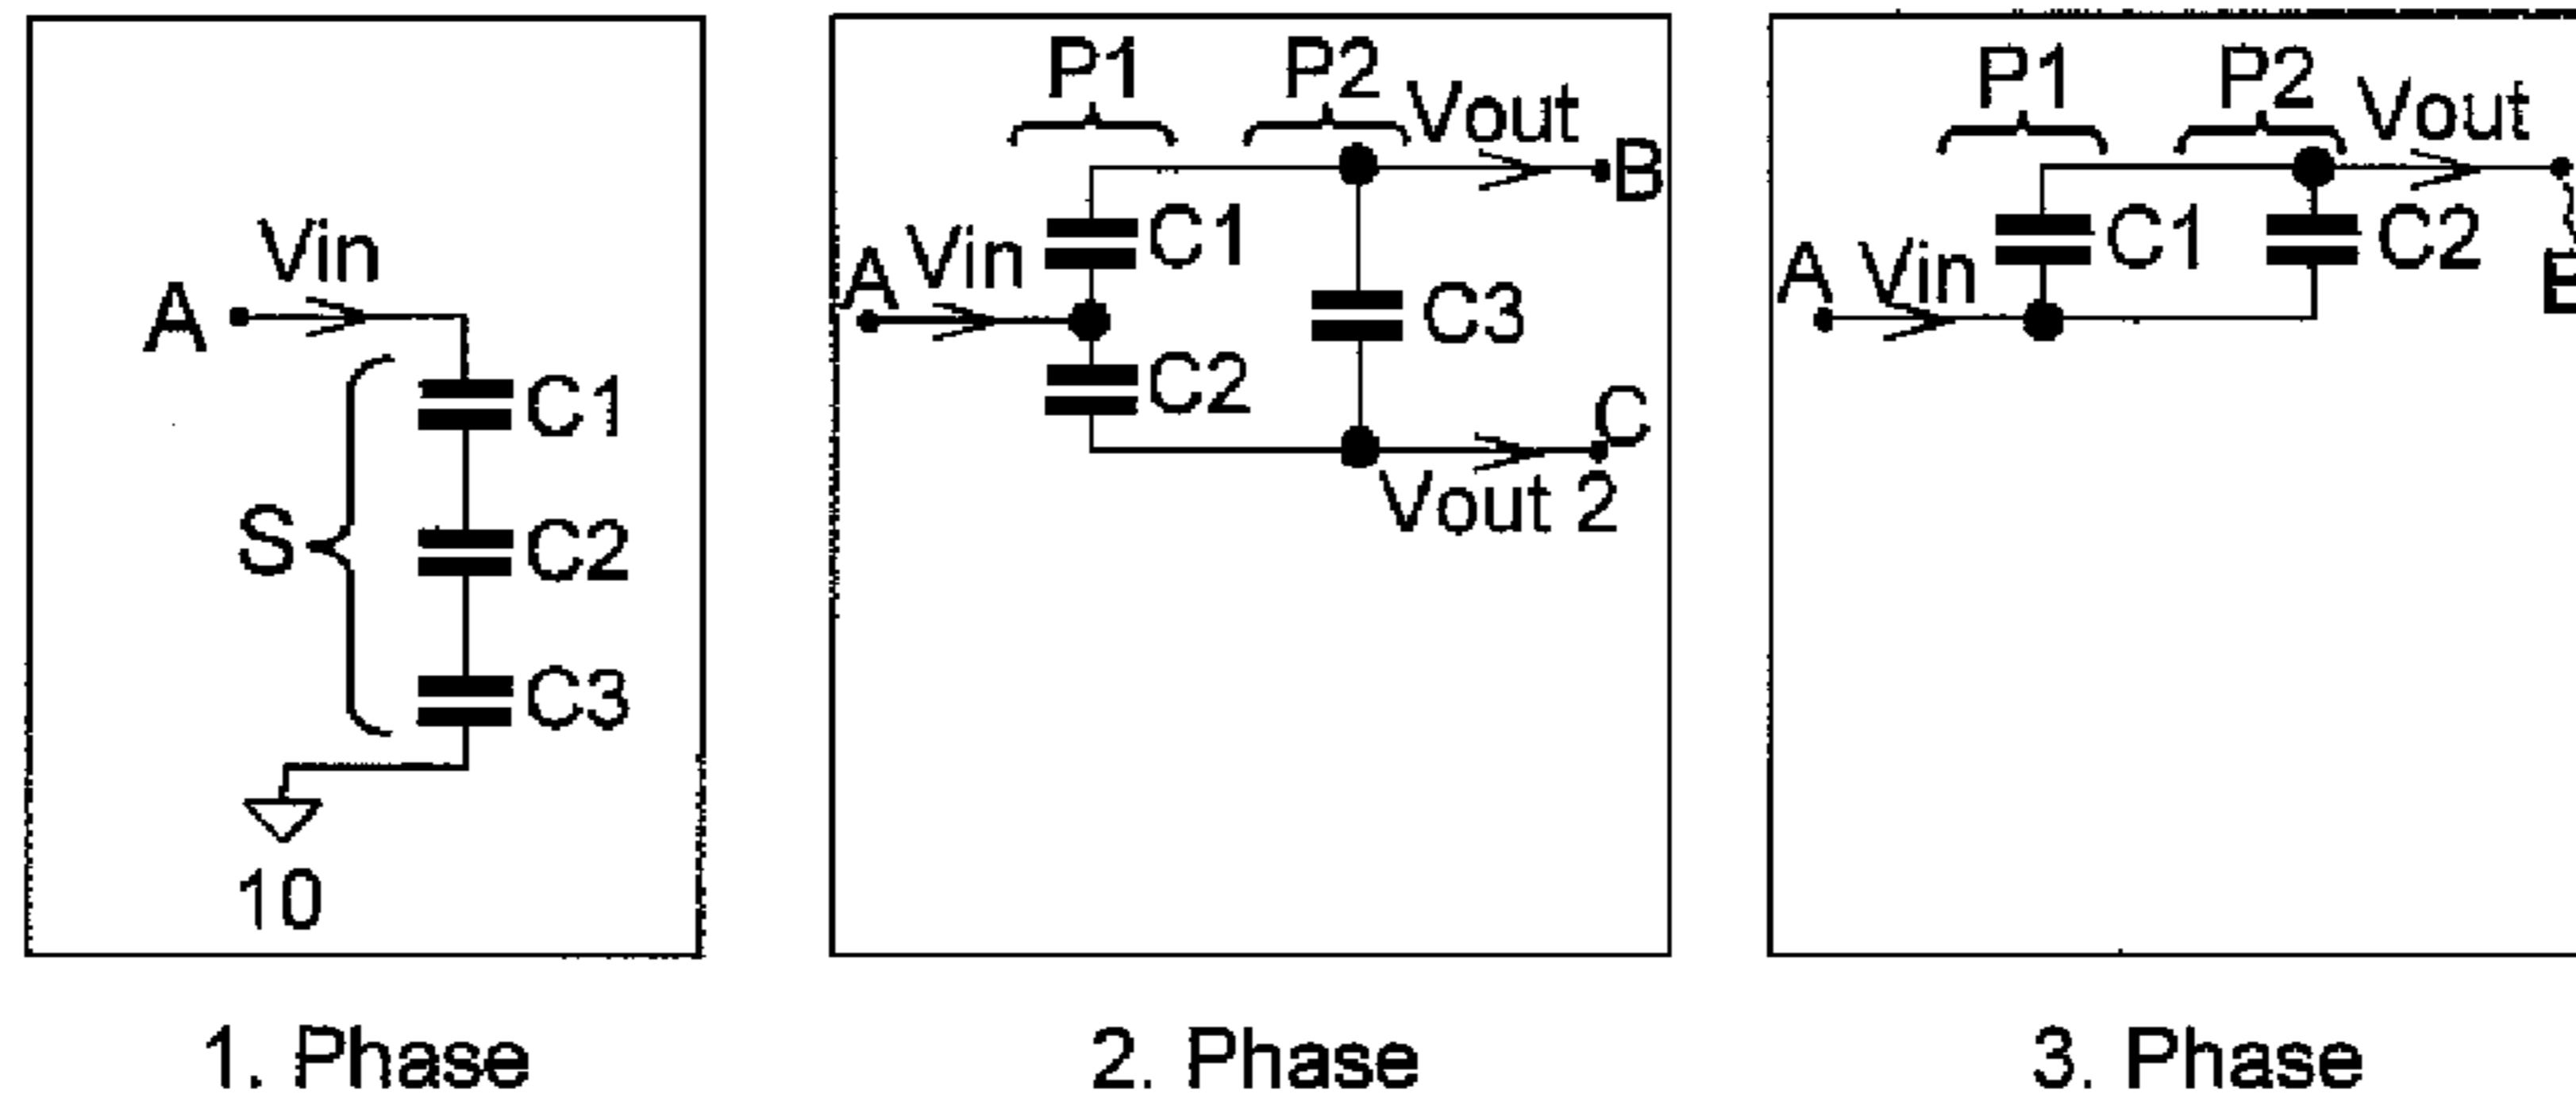 Vin
A
S
C1
C2
C3
10
1. Phase
P1 P2
Vout
B
A Vin
C1
C2
C3
C
Vout 2
2. Phase
P1 P2
Vout
A Vin
C1
C2
3. Phase